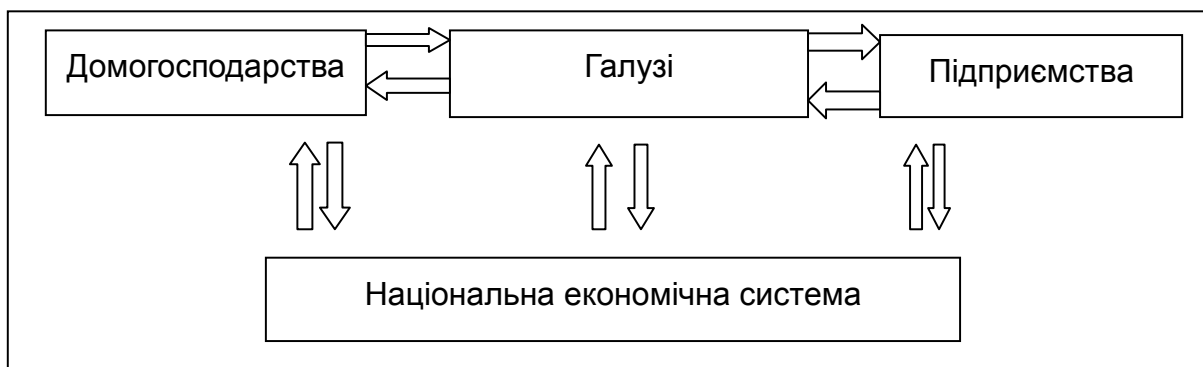 Домогосподарства
Галузі
Підприємства
Національна економічна система